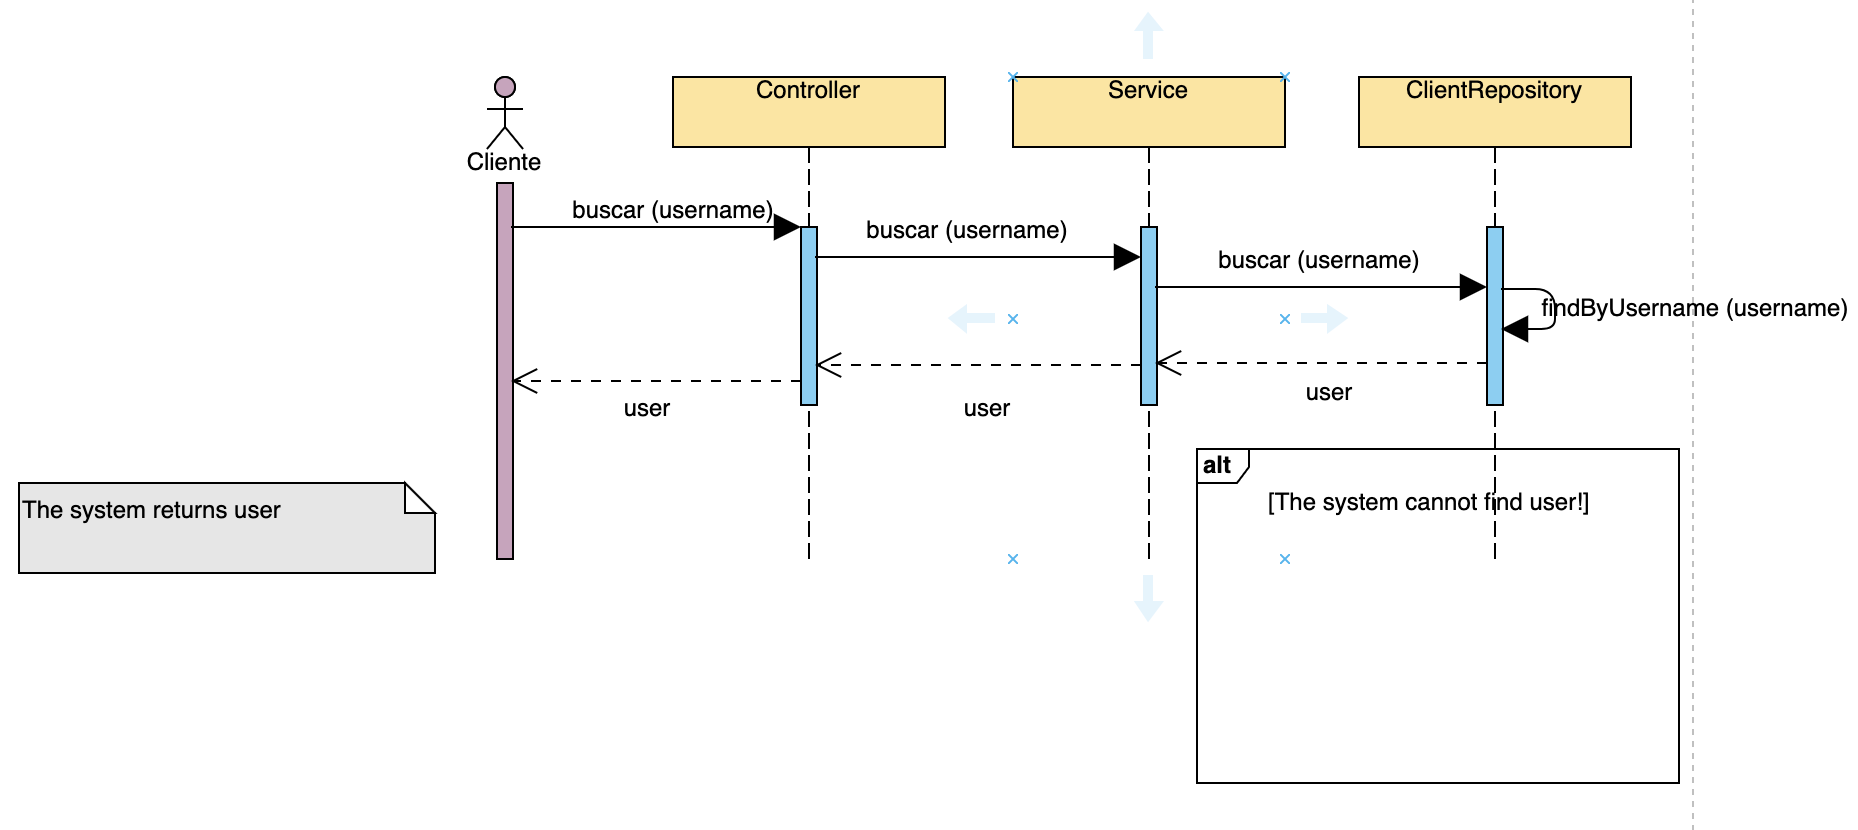 Controller
Service
ClientRepository
Cliente
buscar (username)
buscar (username)
buscar (username)
findByUsername (username)
user
user
user
alt
[The system cannot find user!]
The system returns user